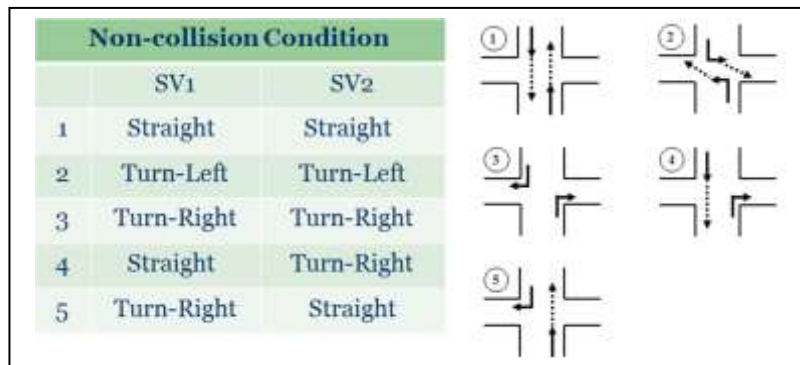 Non-collision Condition
SV1 SV2
1 Straight Straight
2 Turn-Left Turn-Left
3 Turn-Right Turn-Right
4 Straight Turn-Right
5 Turn-Right Straight
1
2
3
4
5